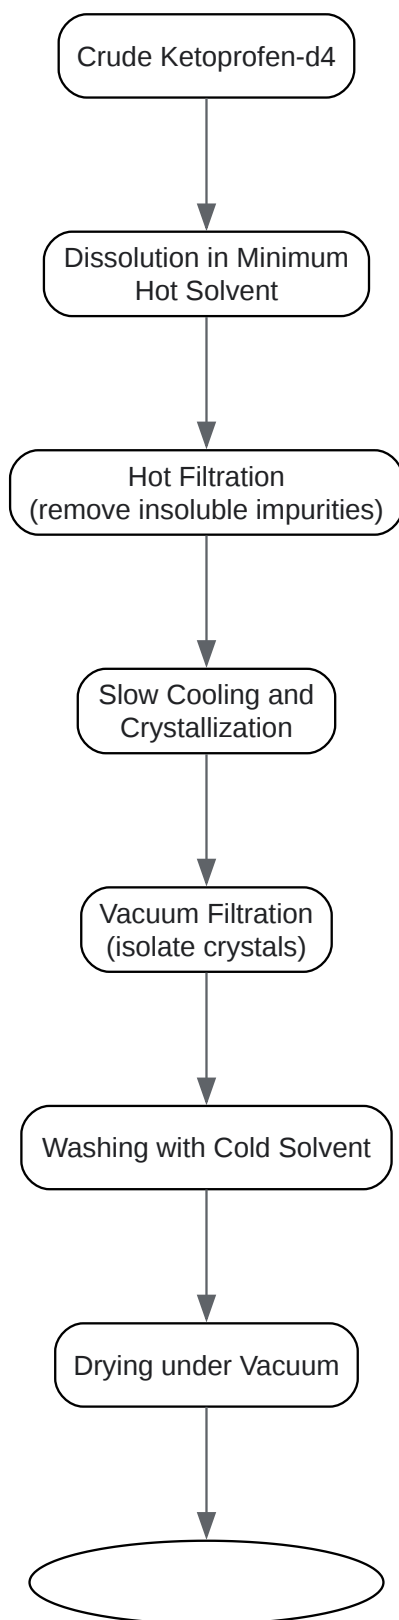 Crude Ketoprofen-d4
Dissolution in Minimum
Hot Solvent
Hot Filtration
(remove insoluble impurities)
Slow Cooling and
Crystallization
Vacuum Filtration
(isolate crystals)
Washing with Cold Solvent
Drying under Vacuum